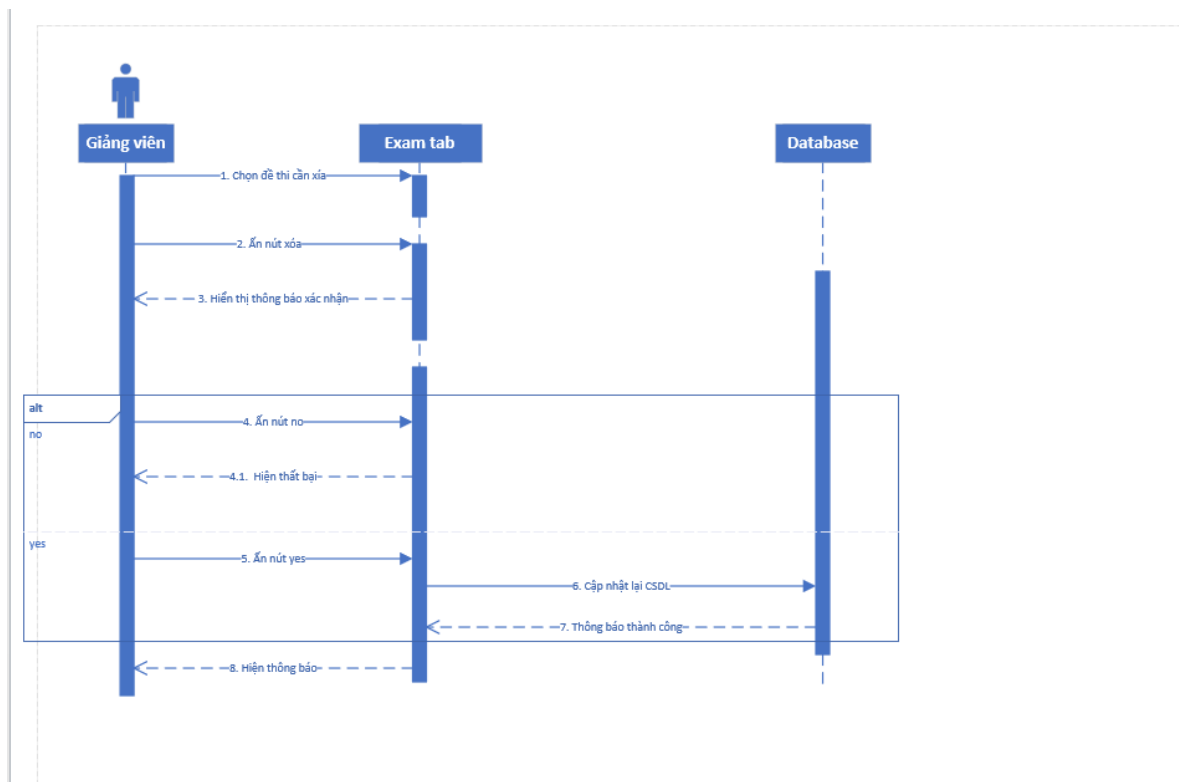 Giảng viên
Exam tab
Database
1. Chọn đề thi cần xía
2. Ấn nút xóa
3. Hiển thị thông báo xác nhận
alt
no
4. Ấn nút no
4.1. Hiện thất bại
yes
5. Ấn nút yes
6. Cập nhật lại CSDL
7. Thông báo thành công
8. Hiện thông báo